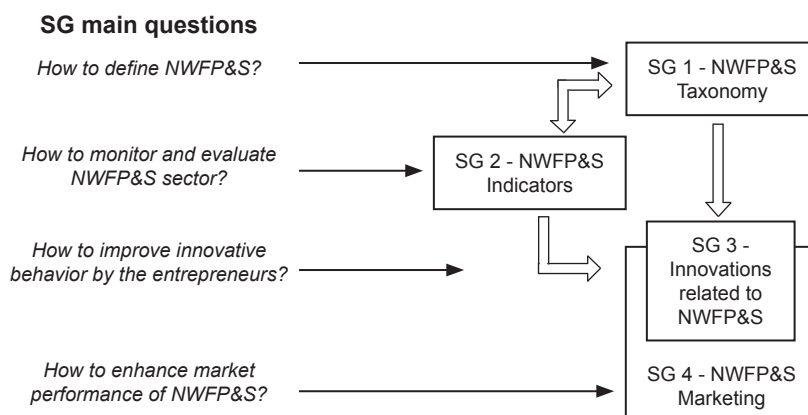 SG main questions
How to define NWFP&S?
SG 1 - NWFP&S
Taxonomy
How to monitor and evaluate
NWFP&S sector?
SG 2 - NWFP&S
Indicators
How to improve innovative
behavior by the entrepreneurs?
SG 3 -
Innovations
related to
NWFP&S
How to enhance market
performance of NWFP&S?
SG 4 - NWFP&S
Marketing